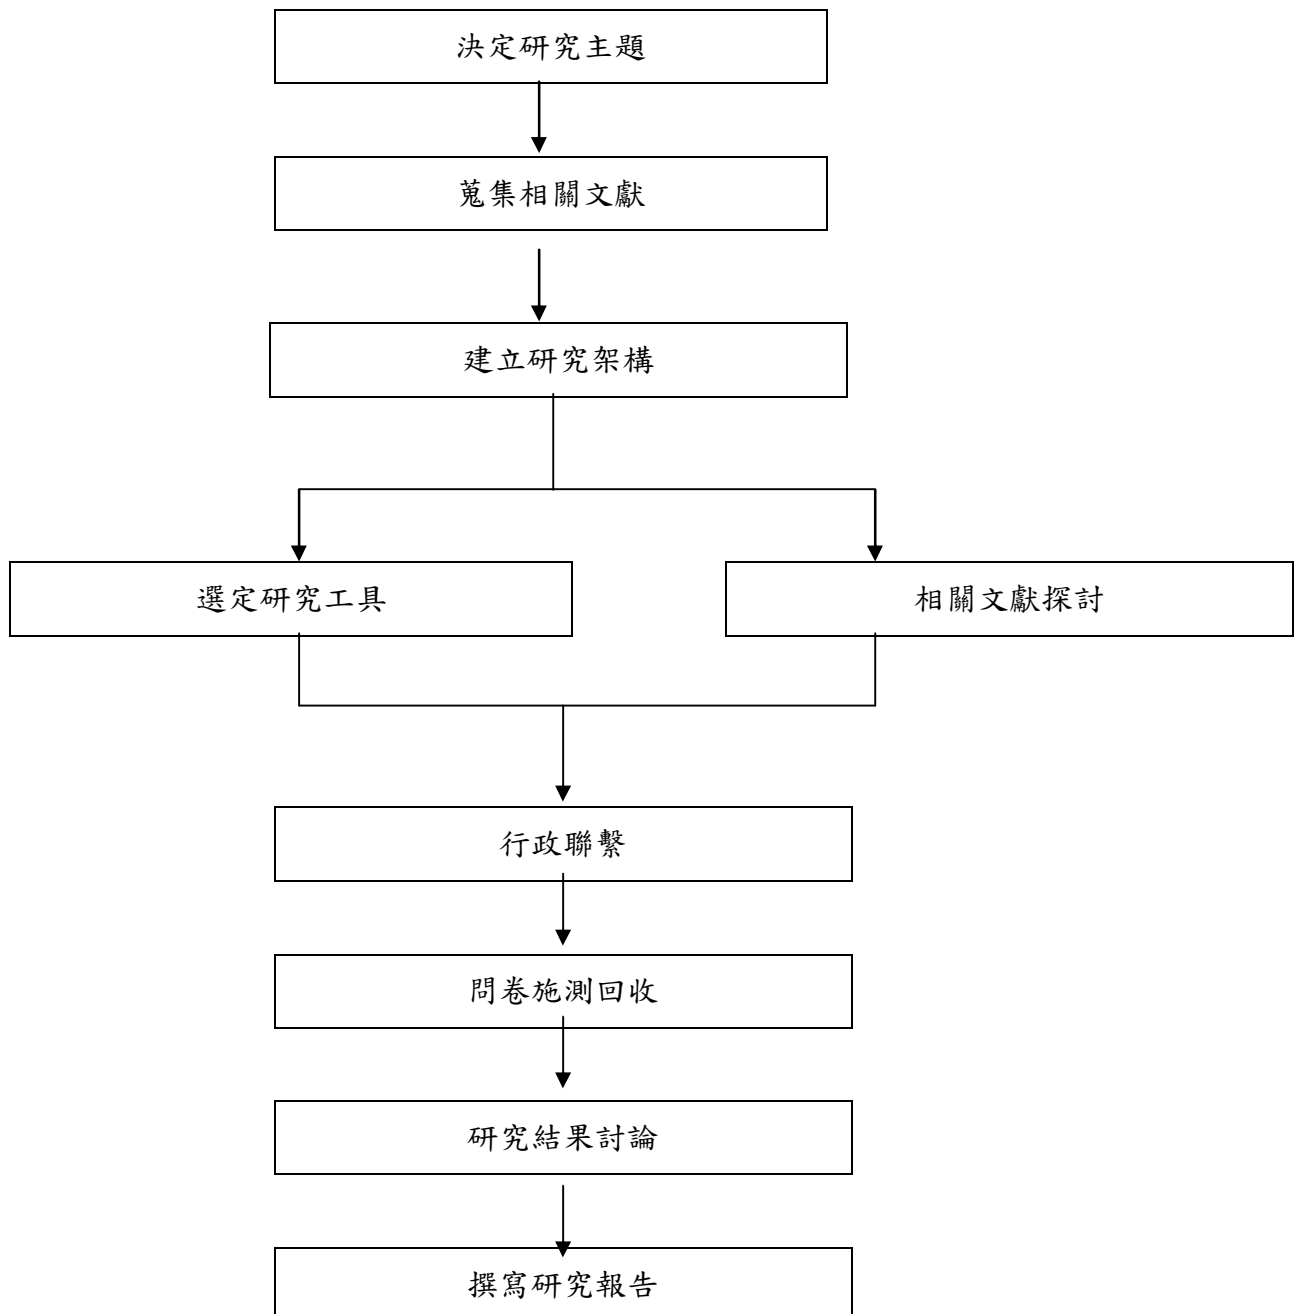 決定研究主題
蒐集相關文獻
建立研究架構
選定研究工具
相關文獻探討
行政聯繫
問卷施測回收
研究結果討論
撰寫研究報告